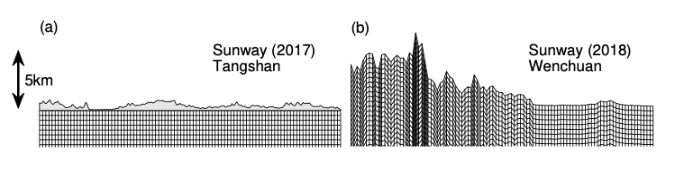 (a)
Sunway (2017)
Tangshan
5km
(b)
Sunway (2018)
Wenchuan